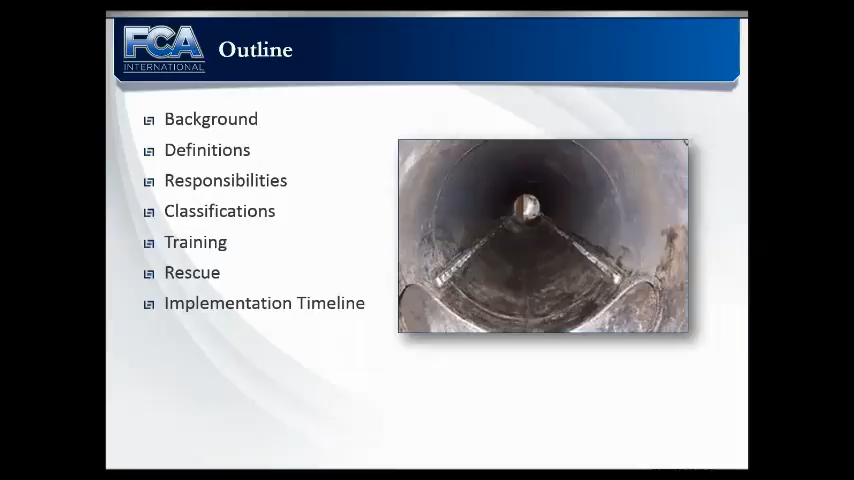 FCA
INTERNATIONAL
Outline
Background
Definitions
Responsibilities
Classifications
Training
Rescue
Implementation Timeline